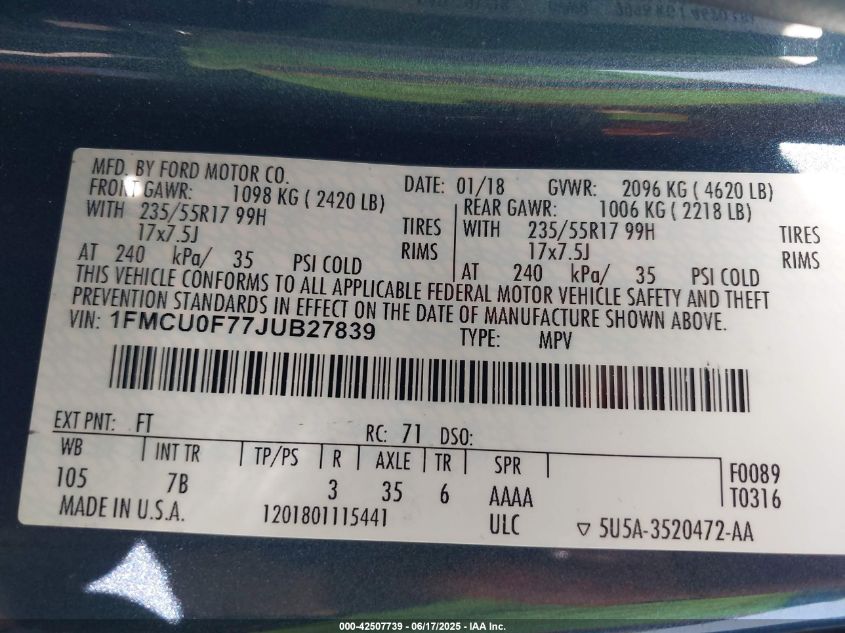 MFD. BY FORD MOTOR CO.
DATE: 01/18 GVWR: 2096 KG ( 4620 LB)
FRONT GAWR: 1098 KG ( 2420 LB)
WITH 235/55R17 99H TIRES
17x7.5J RIMS
AT 240 kPa/ 35 PSI COLD
REAR GAWR: 1006 KG ( 2218 LB)
WITH 235/55R17 99H TIRES
17x7.5J RIMS
AT 240 kPa/ 35 PSI COLD
THIS VEHICLE CONFORMS TO ALL APPLICABLE FEDERAL MOTOR VEHICLE SAFETY AND THEFT
PREVENTION STANDARDS IN EFFECT ON THE DATE OF MANUFACTURE SHOWN ABOVE.
VIN: 1FMCU0F77JUB27839 TYPE: MPV
EXT PNT: FT RC: 71 DSO:
WB INT TR TP/PS R AXLE TR SPR
105 7B 3 35 6 AAAA
F0089
T0316
MADE IN U.S.A. 1201801115441 ULC ▽ 5U5A-3520472-AA
000-42507739 - 06/17/2025 - IAA Inc.